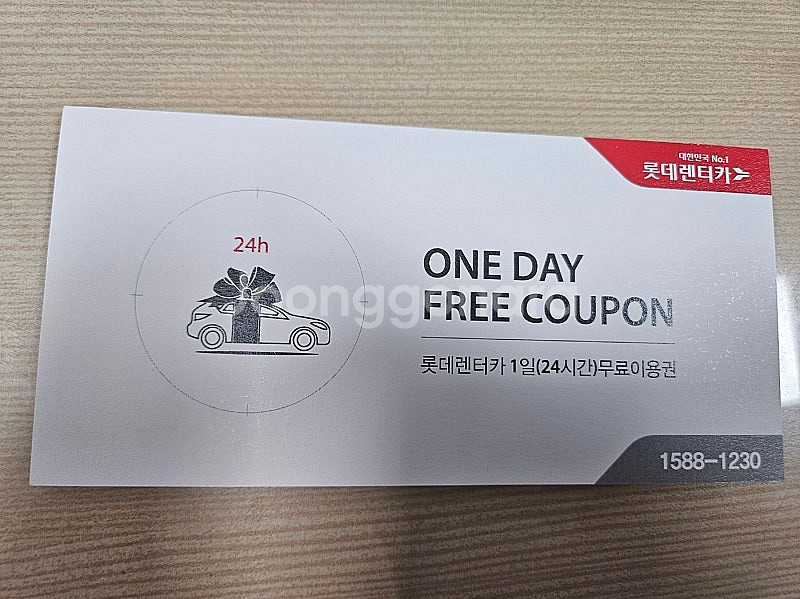 대한민국 No.1
롯데렌터카
24h
ONE DAY
FREE COUPON
롯데렌터카 1일(24시간)무료이용권
1588-1230